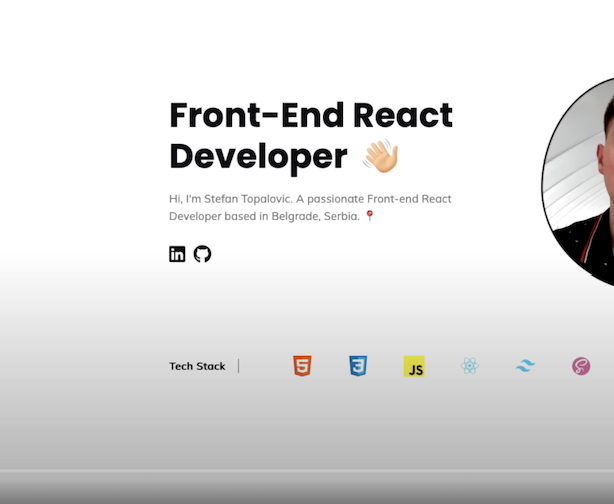 Front-End React
Developer 👋🏻
Hi, I'm Stefan Topalovic. A passionate Front-end React
Developer based in Belgrade, Serbia. 📍
in
Tech Stack |
5
3
JS